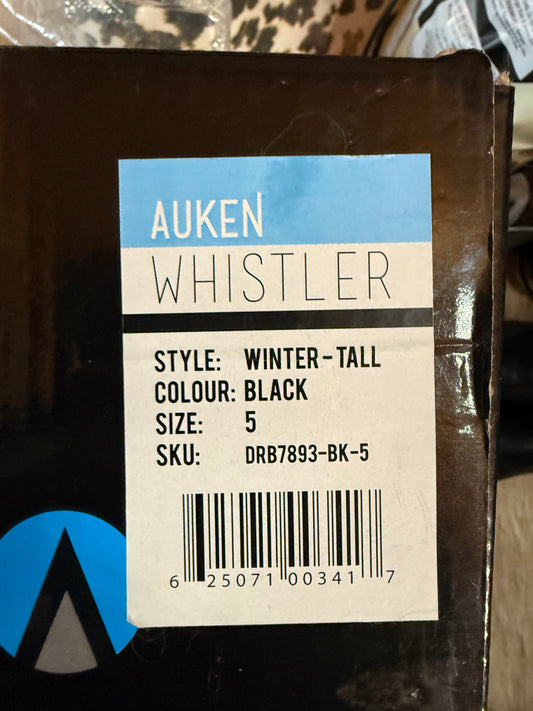 AUKEN
WHISTLER
STYLE: WINTER-TALL
COLOUR: BLACK
SIZE: 5
SKU: DRB7893-BK-5
6 25071 00341 7